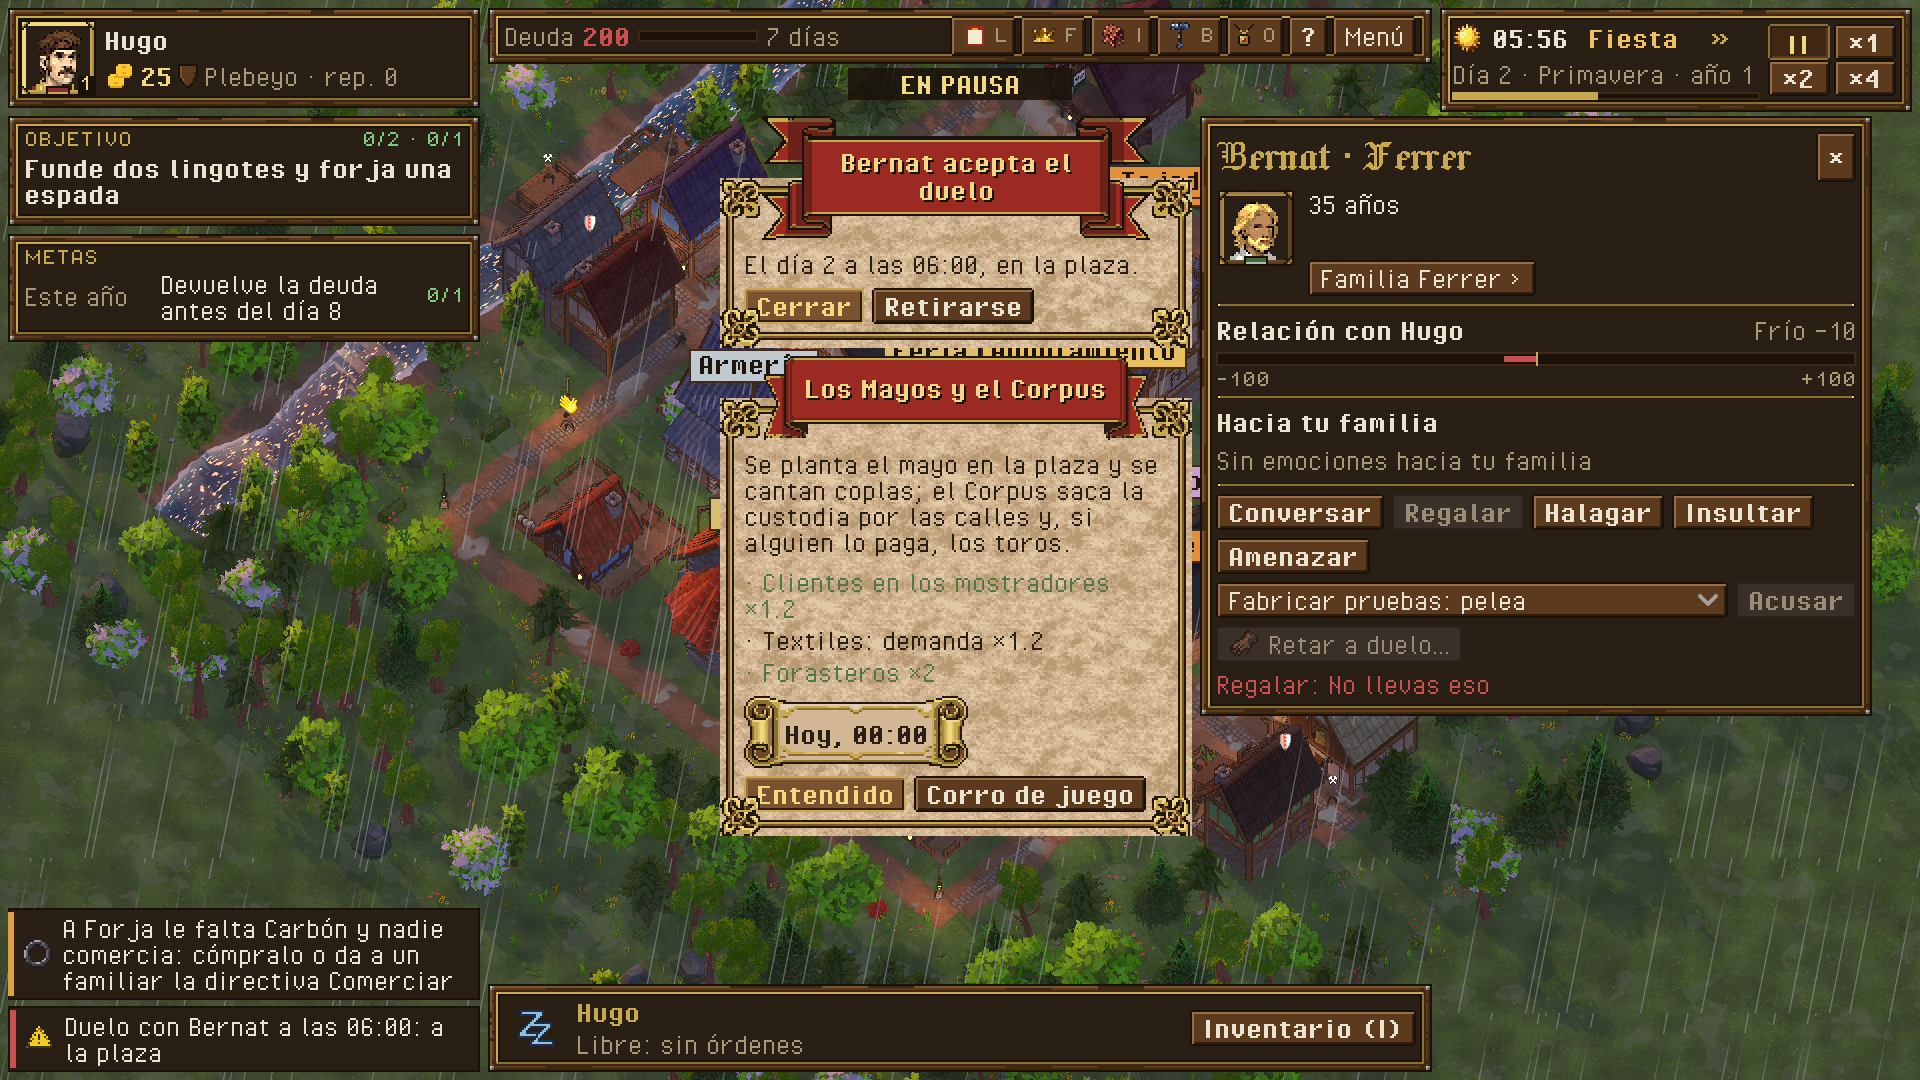 Hugo
25 Plebeyo · rep. 0
1
OBJETIVO 0/2 · 0/1
Funde dos lingotes y forja una
espada
METAS
Este año
Devuelve la deuda
antes del día 8
0/1
Deuda 200 7 días
L F I B O ? Menú
EN PAUSA
05:56 Fiesta »
Día 2 · Primavera · año 1
×1
×2 ×4
Bernat acepta el
duelo
El día 2 a las 06:00, en la plaza.
Cerrar Retirarse
Armer
Los Mayos y el Corpus
Se planta el mayo en la plaza y se
cantan coplas; el Corpus saca la
custodia por las calles y, si
alguien lo paga, los toros.
· Clientes en los mostradores
×1.2
· Textiles: demanda ×1.2
· Forasteros ×2
Hoy, 00:00
Entendido Corro de juego
Bernat · Ferrer
×
35 años
Familia Ferrer ›
Relación con Hugo Frío -10
-100 +100
Hacia tu familia
Sin emociones hacia tu familia
Conversar Regalar Halagar Insultar
Amenazar
Fabricar pruebas: pelea Acusar
Retar a duelo...
Regalar: No llevas eso
A Forja le falta Carbón y nadie
comercia: cómpralo o da a un
familiar la directiva Comerciar
Duelo con Bernat a las 06:00: a
la plaza
Hugo
Libre: sin órdenes
Inventario (I)